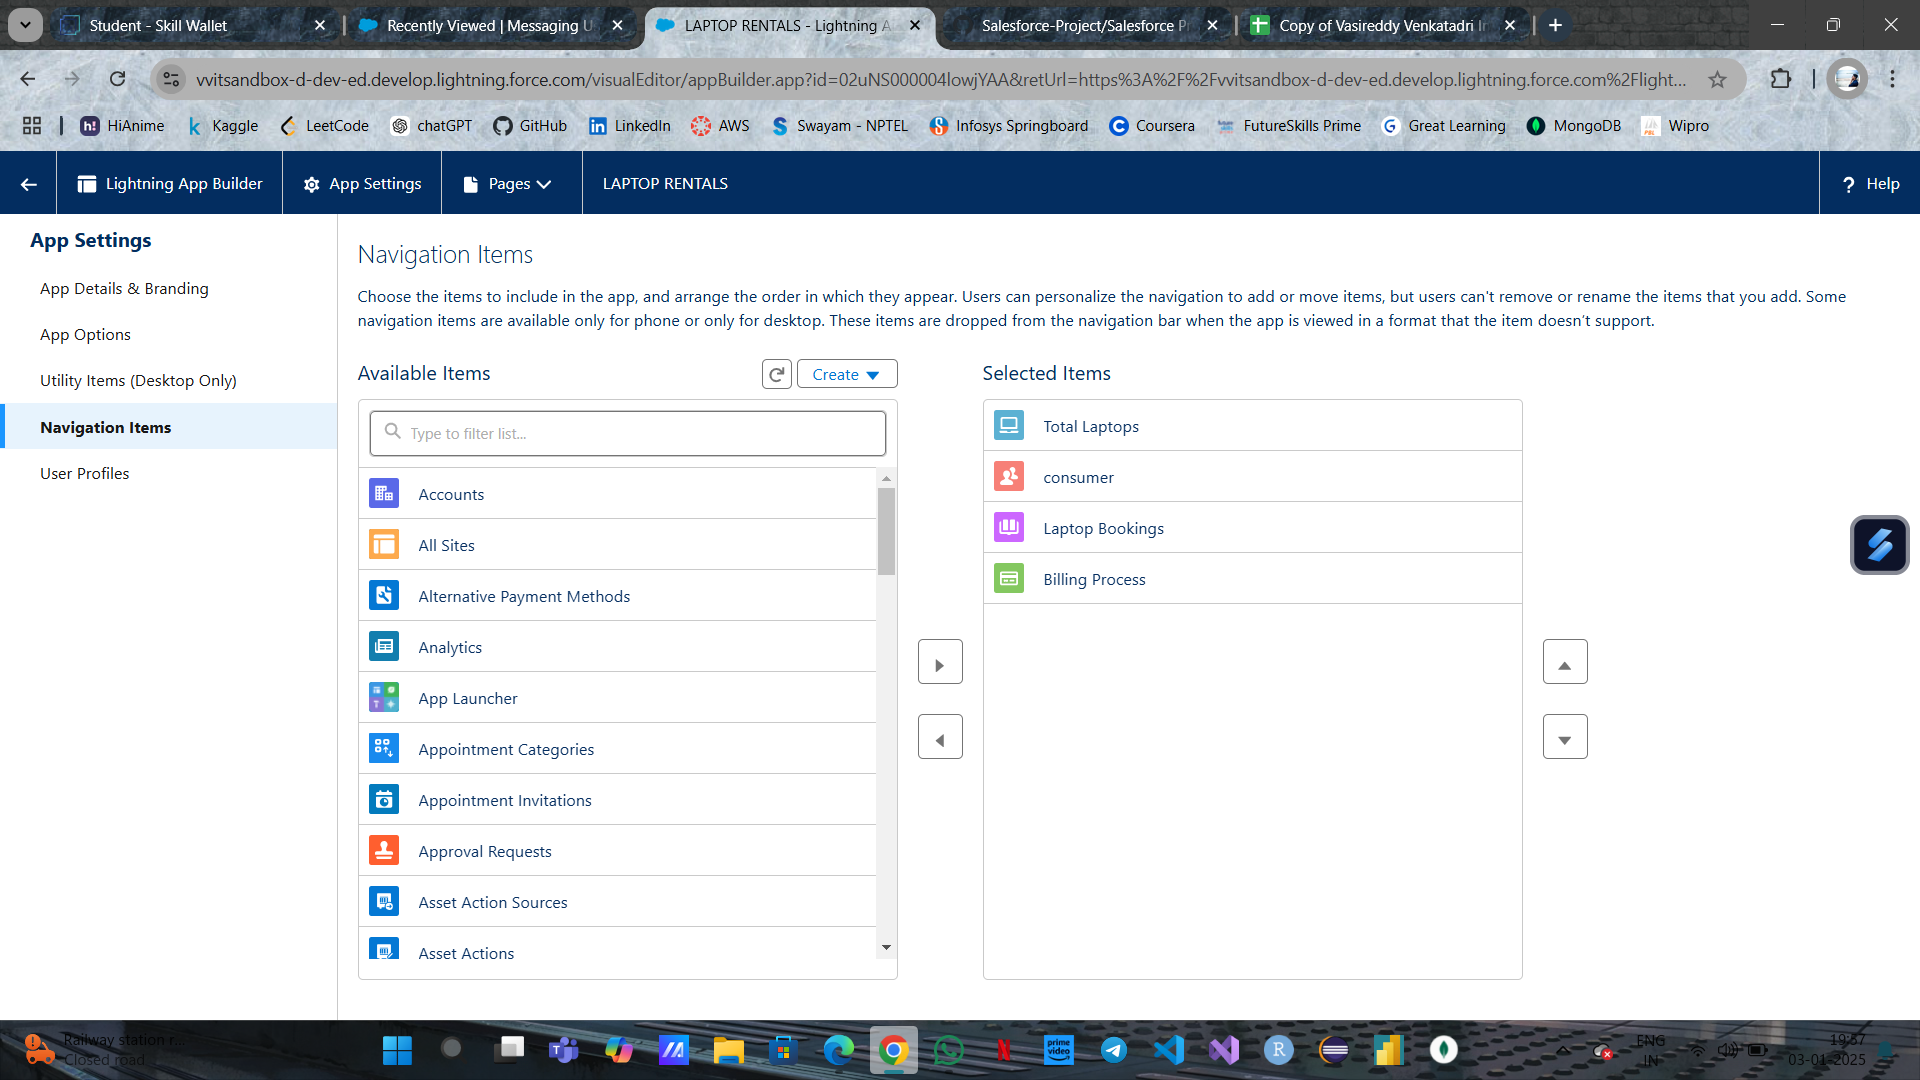 Student - Skill Wallet
Recently Viewed | Messaging U
LAPTOP RENTALS - Lightning A
Salesforce-Project/Salesforce Pr
Copy of Vasireddy Venkatadri In
vvitsandbox-d-dev-ed.develop.lightning.force.com/visualEditor/appBuilder.app?id=02uNS000004lowjYAA&retUrl=https%3A%2F%2Fvvitsandbox-d-dev-ed.develop.lightning.force.com%2Flight...
HiAnime
Kaggle
LeetCode
chatGPT
GitHub
LinkedIn
AWS
Swayam - NPTEL
Infosys Springboard
Coursera
FutureSkills Prime
Great Learning
MongoDB
Wipro
Lightning App Builder
App Settings
Pages
LAPTOP RENTALS
? Help
App Settings
App Details & Branding
App Options
Utility Items (Desktop Only)
Navigation Items
User Profiles
Navigation Items
Choose the items to include in the app, and arrange the order in which they appear. Users can personalize the navigation to add or move items, but users can't remove or rename the items that you add. Some
navigation items are available only for phone or only for desktop. These items are dropped from the navigation bar when the app is viewed in a format that the item doesn’t support.
Available Items
Create
Type to filter list...
Accounts
All Sites
Alternative Payment Methods
Analytics
App Launcher
Appointment Categories
Appointment Invitations
Approval Requests
Asset Action Sources
Asset Actions
Selected Items
Total Laptops
consumer
Laptop Bookings
Billing Process
Railway station r...
Closed road
prime
video
ENG
IN
19:57
03-01-2025